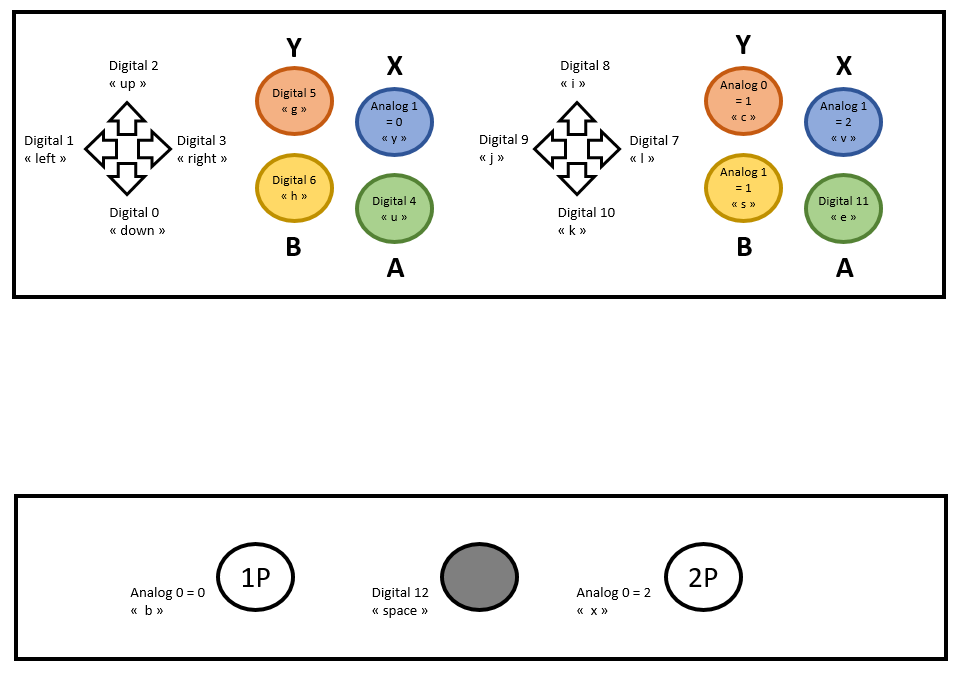 Y
Y
X
X
Digital 2
« up »
Digital 5
« g »
Analog 1
= 0
« y »
Digital 1
« left »
Digital 3
« right »
Digital 6
« h »
Digital 4
« u »
Digital 0
« down »
B
A
Digital 8
« i »
Analog 0
= 1
« c »
Analog 1
= 2
« v »
Digital 9
« j »
Digital 7
« l »
Analog 1
= 1
« s »
Digital 11
« e »
Digital 10
« k »
B
A
1P
Analog 0 = 0
«  b »
Digital 12
« space »
2P
Analog 0 = 2
«  x »